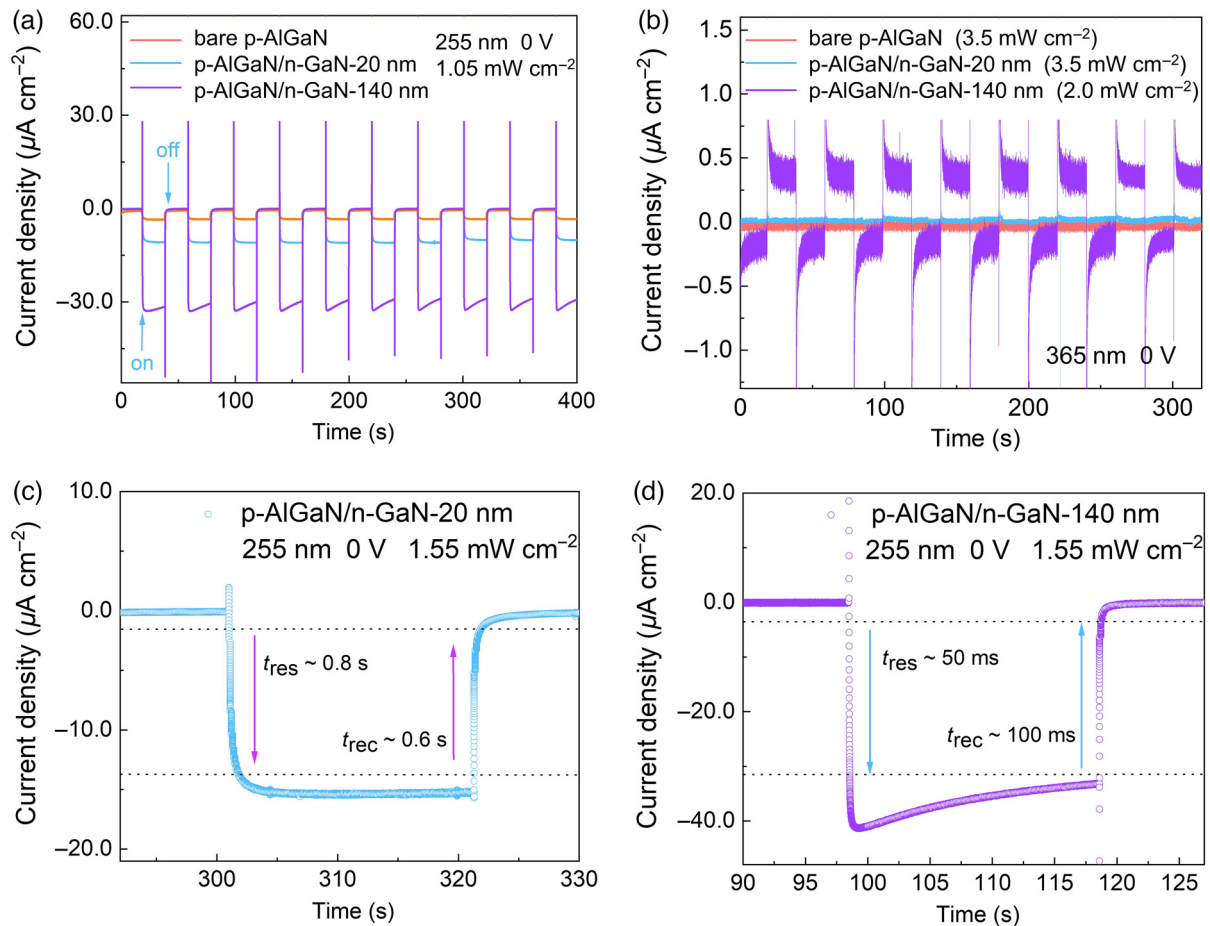 (a)
60.0
30.0
0.0
−30.0
Current density (μA cm⁻²)
bare p-AlGaN
p-AlGaN/n-GaN-20 nm
p-AlGaN/n-GaN-140 nm
255 nm 0 V
1.05 mW cm⁻²
off
on
0 100 200 300 400
Time (s)
(b)
1.5
1.0
0.5
0.0
−0.5
−1.0
Current density (μA cm⁻²)
bare p-AlGaN (3.5 mW cm⁻²)
p-AlGaN/n-GaN-20 nm (3.5 mW cm⁻²)
p-AlGaN/n-GaN-140 nm (2.0 mW cm⁻²)
365 nm 0 V
0 100 200 300
Time (s)
(c)
10.0
0.0
−10.0
−20.0
Current density (μA cm⁻²)
p-AlGaN/n-GaN-20 nm
255 nm 0 V 1.55 mW cm⁻²
tres ~ 0.8 s
trec ~ 0.6 s
300 310 320 330
Time (s)
(d)
20.0
0.0
−20.0
−40.0
Current density (μA cm⁻²)
p-AlGaN/n-GaN-140 nm
255 nm 0 V 1.55 mW cm⁻²
tres ~ 50 ms
trec ~ 100 ms
90 95 100 105 110 115 120 125
Time (s)